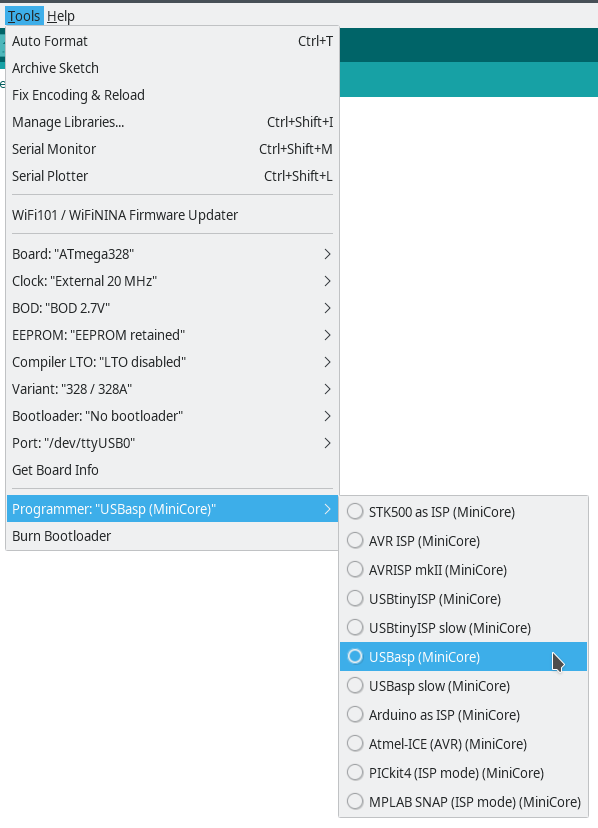 Tools Help
Auto Format Ctrl+T
Archive Sketch
Fix Encoding & Reload
Manage Libraries... Ctrl+Shift+I
Serial Monitor Ctrl+Shift+M
Serial Plotter Ctrl+Shift+L
WiFi101 / WiFiNINA Firmware Updater
Board: "ATmega328"
Clock: "External 20 MHz"
BOD: "BOD 2.7V"
EEPROM: "EEPROM retained"
Compiler LTO: "LTO disabled"
Variant: "328 / 328A"
Bootloader: "No bootloader"
Port: "/dev/ttyUSB0"
Get Board Info
Programmer: "USBasp (MiniCore)"
Burn Bootloader
STK500 as ISP (MiniCore)
AVR ISP (MiniCore)
AVRISP mkII (MiniCore)
USBtinyISP (MiniCore)
USBtinyISP slow (MiniCore)
USBasp (MiniCore)
USBasp slow (MiniCore)
Arduino as ISP (MiniCore)
Atmel-ICE (AVR) (MiniCore)
PICkit4 (ISP mode) (MiniCore)
MPLAB SNAP (ISP mode) (MiniCore)